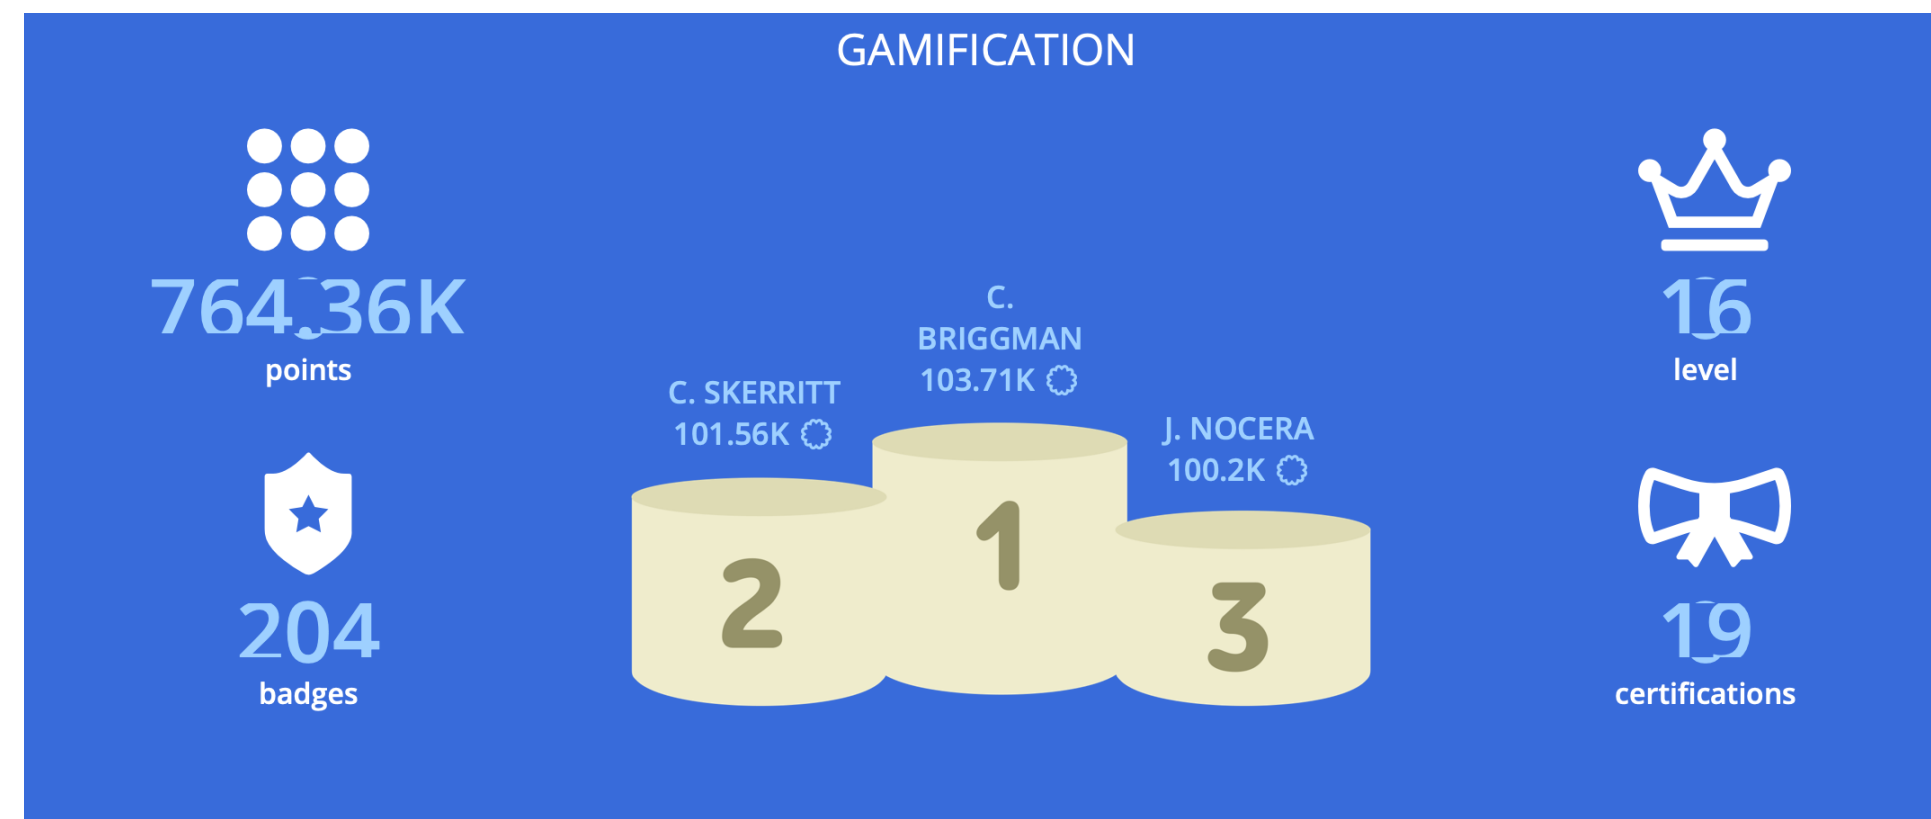 GAMIFICATION
764.36K
points
204
badges
C. SKERRITT
101.56K
2
C.
BRIGGMAN
103.71K
1
J. NOCERA
100.2K
3
16
level
19
certifications